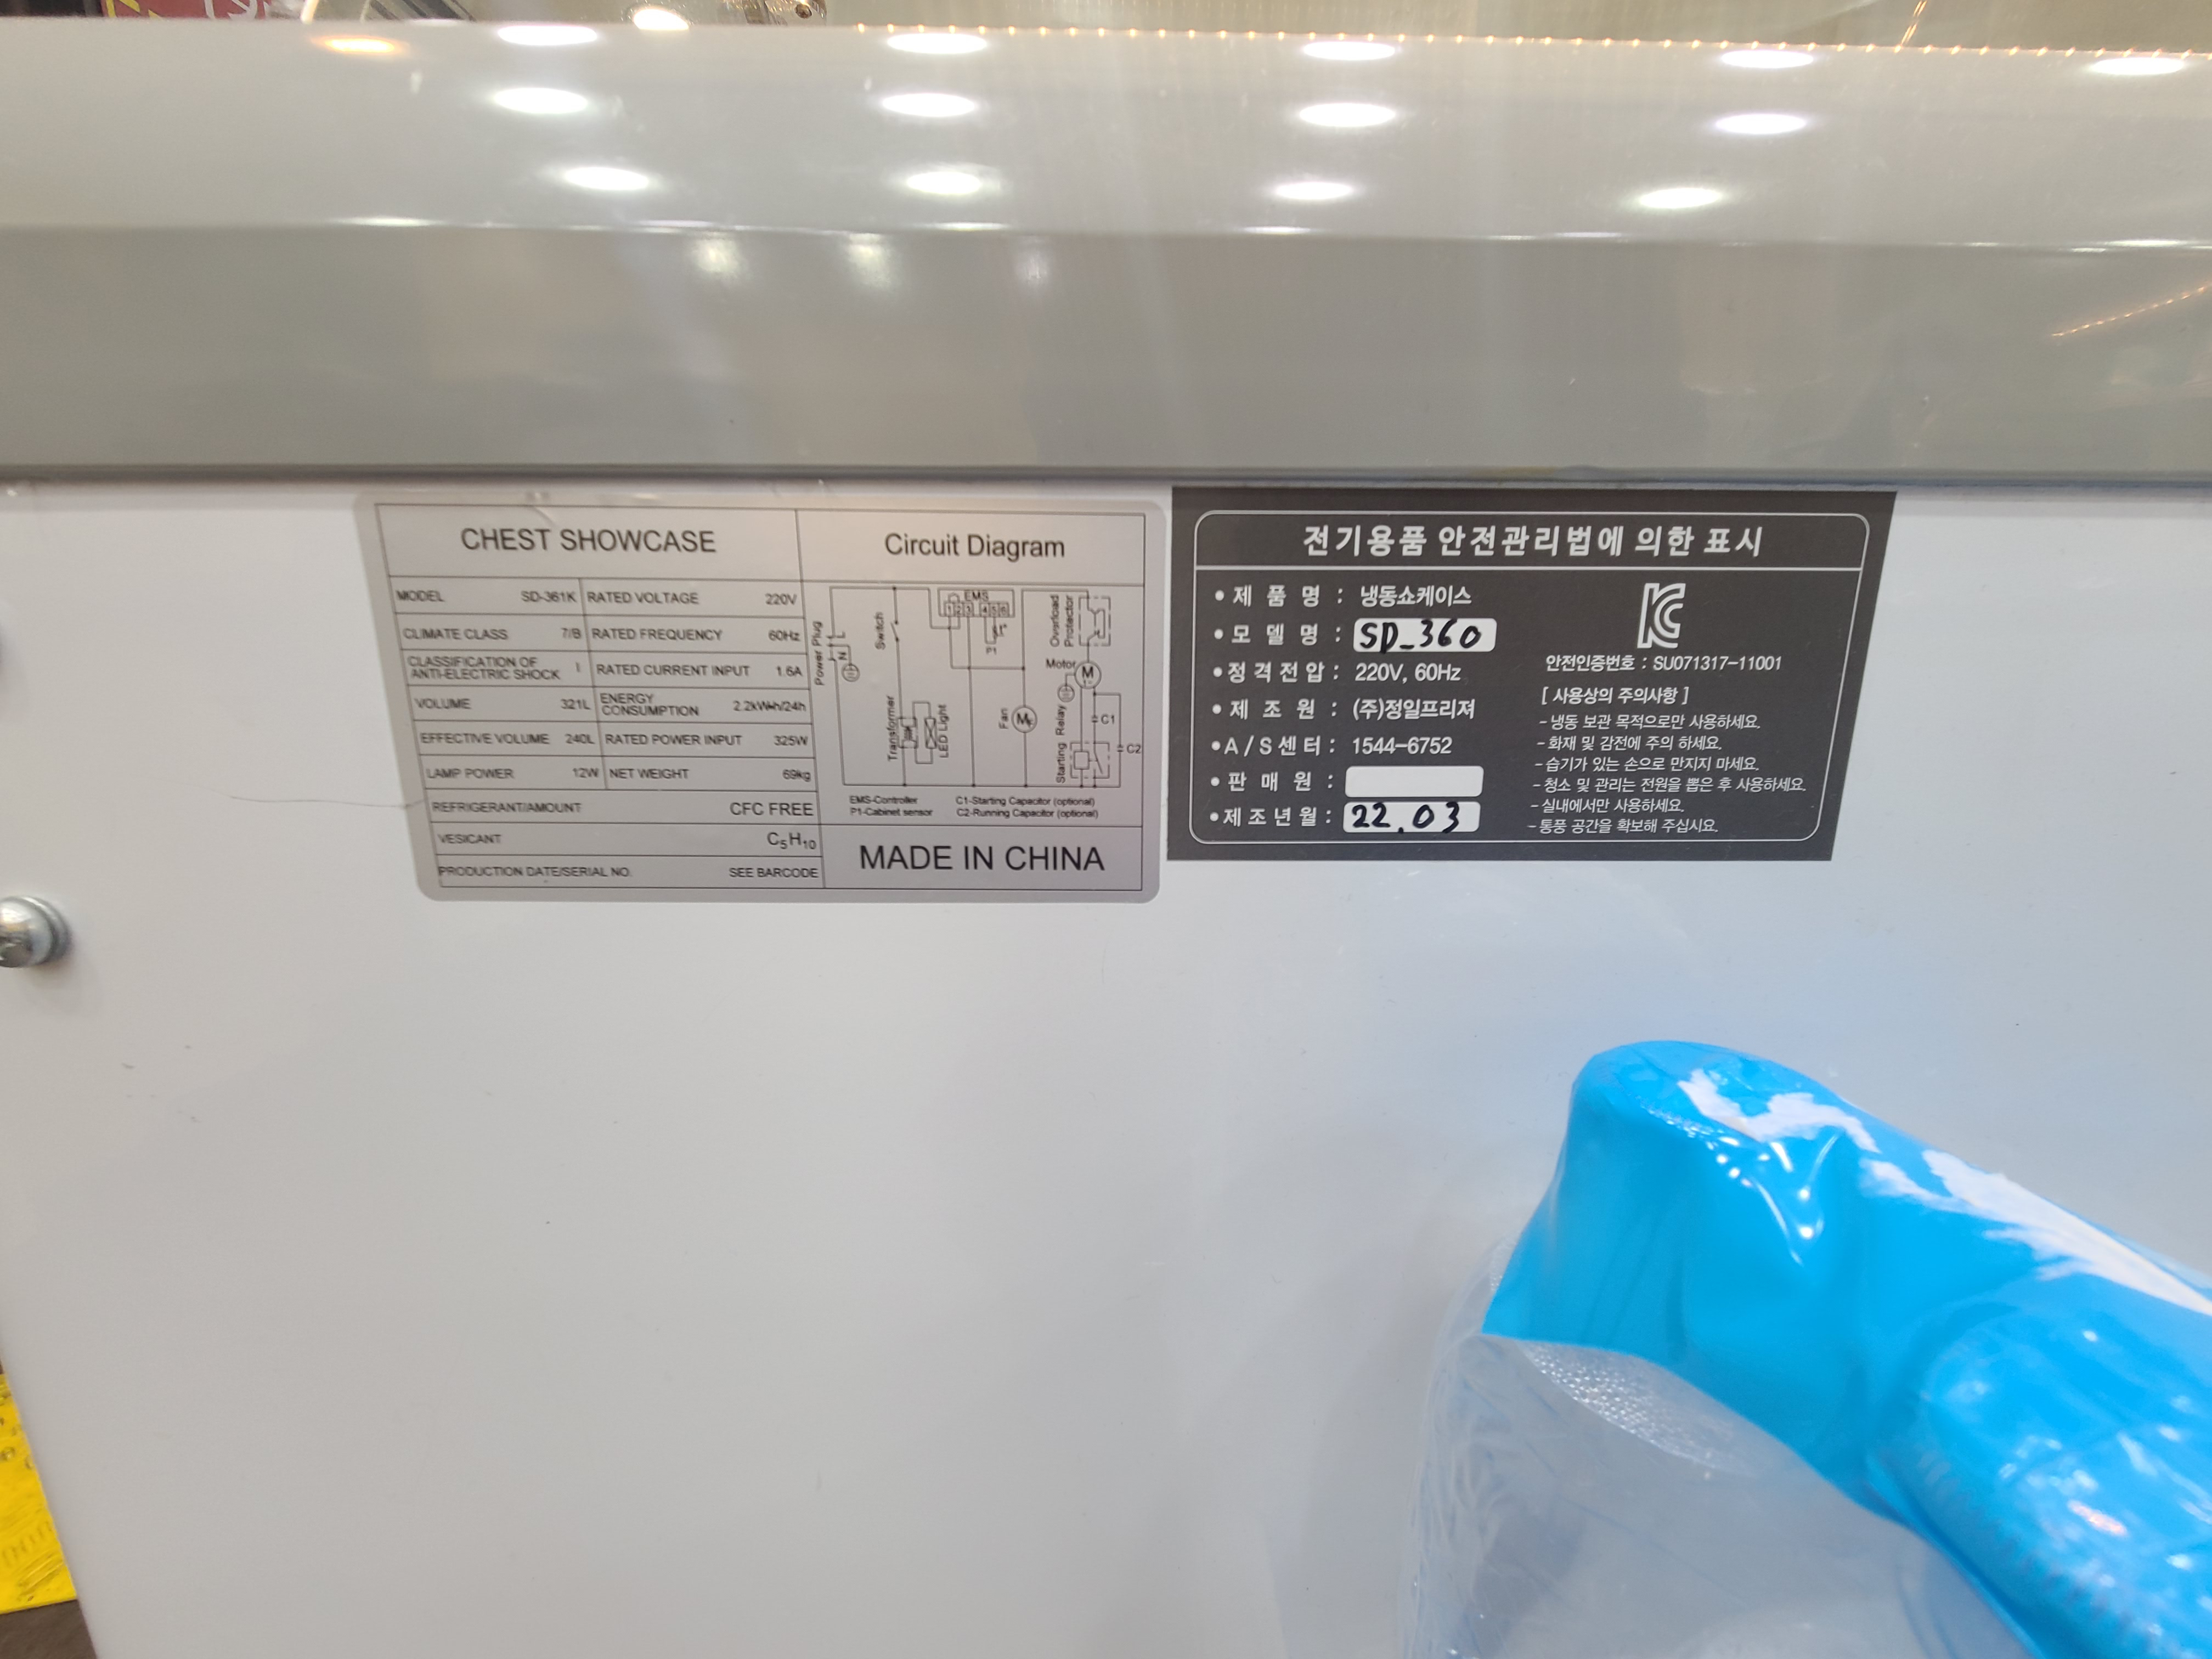 CHEST SHOWCASE
MODEL SD-361K RATED VOLTAGE 220V
CLIMATE CLASS 7/B RATED FREQUENCY 60Hz
CLASSIFICATION OF
ANTI-ELECTRIC SHOCK I RATED CURRENT INPUT 1.6A
VOLUME 321L ENERGY
CONSUMPTION 2.2kW•h/24h
EFFECTIVE VOLUME 240L RATED POWER INPUT 325W
LAMP POWER 12W NET WEIGHT 69kg
REFRIGERANT/AMOUNT CFC FREE
VESICANT C₅H₁₀
PRODUCTION DATE/SERIAL NO. SEE BARCODE
Circuit Diagram
Power Plug
L
N
Switch
EMS
1 2 3 4 5 6
P1
Overload
Protector
Motor
M
Transformer
LED Light
Fan
M
Starting Relay
C1
C2
EMS-Controller C1-Starting Capacitor (optional)
P1-Cabinet sensor C2-Running Capacitor (optional)
MADE IN CHINA
전기용품 안전관리법에 의한 표시
• 제 품 명 : 냉동쇼케이스
• 모 델 명 : SD_360
• 정격전압 : 220V, 60Hz
• 제 조 원 : (주)정일프리져
• A/S센터 : 1544-6752
• 판 매 원 :
• 제조년월 : 22.03
KC
안전인증번호 : SU071317-11001
[ 사용상의 주의사항 ]
- 냉동 보관 목적으로만 사용하세요.
- 화재 및 감전에 주의 하세요.
- 습기가 있는 손으로 만지지 마세요.
- 청소 및 관리는 전원을 뽑은 후 사용하세요.
- 실내에서만 사용하세요.
- 통풍 공간을 확보해 주십시요.